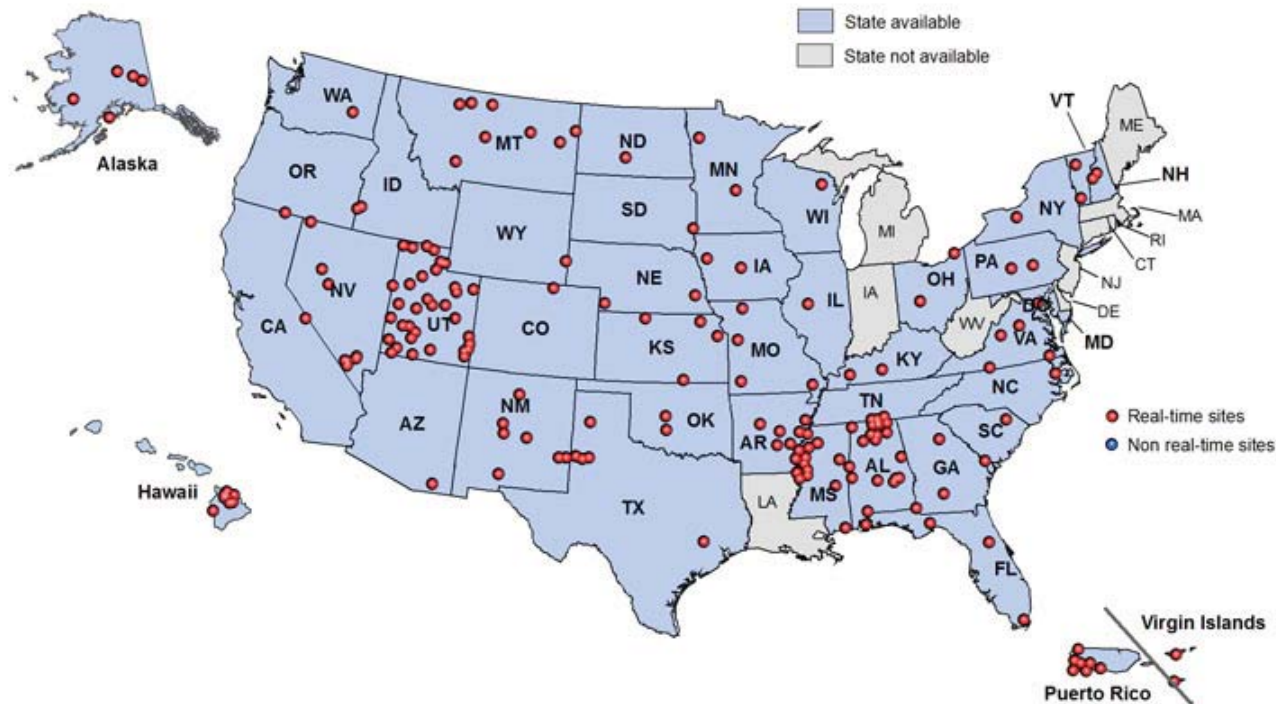 State available
State not available
WA
MT
ND
MN
VT
ME
Alaska
OR
ID
SD
WI
NY
NH
MA
WY
MI
RI
IA
PA
CT
NV
NE
OH
NJ
CA
UT
CO
IL
IA
WV
DE
MD
KS
MO
KY
VA
AZ
NM
OK
AR
TN
NC
SC
Real-time sites
Non real-time sites
Hawaii
TX
LA
MS
AL
GA
FL
Virgin Islands
Puerto Rico